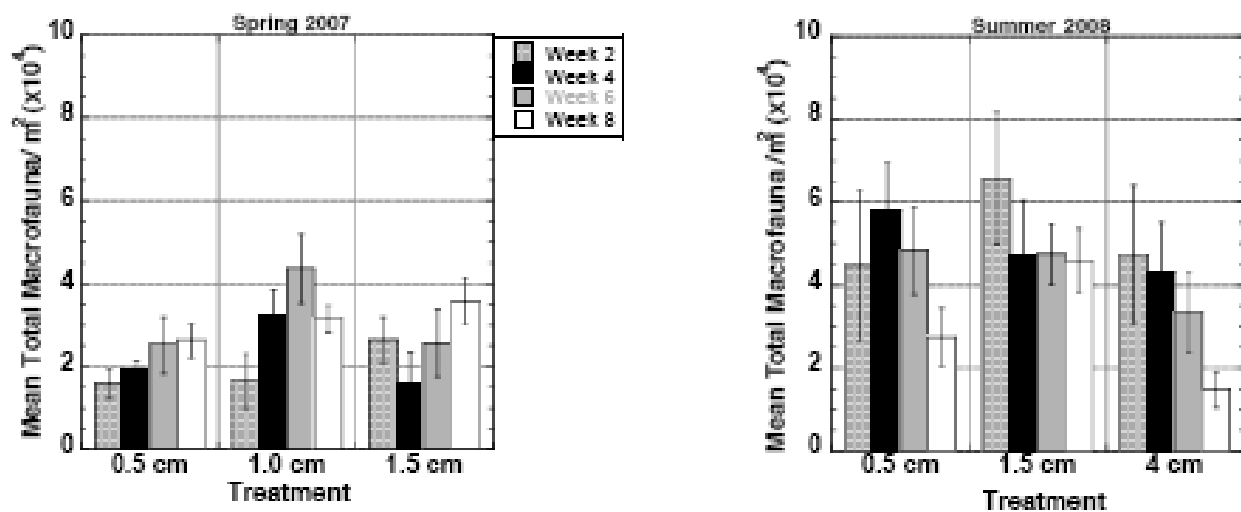 Spring 2007
Mean Total Macrofauna/ m² (x10⁴)
10
8
6
4
2
0
0.5 cm 1.0 cm 1.5 cm
Treatment
Week 2
Week 4
Week 6
Week 8
Summer 2008
Mean Total Macrofauna /m² (x10⁴)
10
8
6
4
2
0
0.5 cm 1.5 cm 4 cm
Treatment